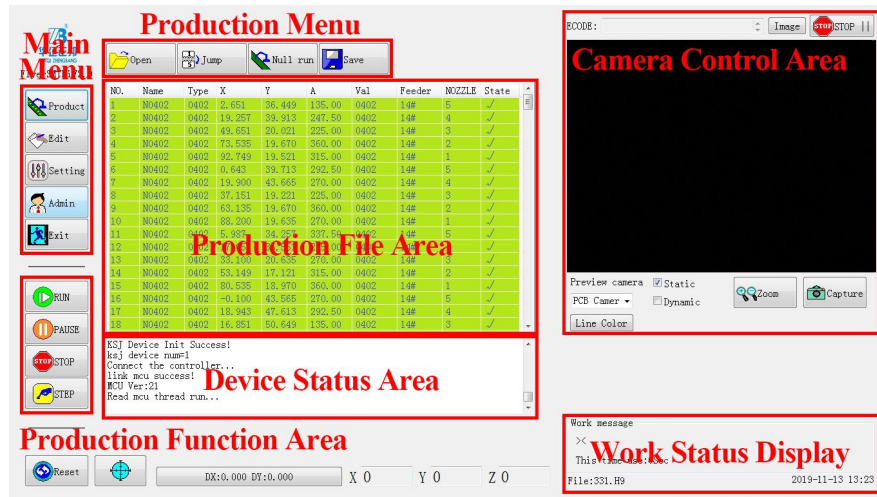 Production Menu
Main
Menu
Open
Jump
Null run
Save
ECODE:
Image
STOP
STOP ||
Camera Control Area
Product
Edit
Setting
Admin
Exit
NO. Name Type X Y A Val Feeder NOZZLE State
1 N0402 0402 2.651 36.449 135.00 0402 14# 5 √
2 N0402 0402 19.257 39.913 247.50 0402 14# 4 √
3 N0402 0402 49.651 20.021 225.00 0402 14# 3 √
4 N0402 0402 73.535 19.670 360.00 0402 14# 2 √
5 N0402 0402 92.749 19.521 315.00 0402 14# 1 √
6 N0402 0402 0.643 39.713 292.50 0402 14# 5 √
7 N0402 0402 19.900 43.665 270.00 0402 14# 4 √
8 N0402 0402 37.151 19.221 225.00 0402 14# 3 √
9 N0402 0402 63.135 19.670 360.00 0402 14# 2 √
10 N0402 0402 88.200 19.635 270.00 0402 14# 1 √
11 N0402 0402 5.987 34.257 337.50 0402 14# 5 √
12 N0402 14# √
Production File Area
13 N0402 0402 33.100 20.635 270.00 0402 14# 3 √
14 N0402 0402 53.149 17.121 315.00 0402 14# 2 √
15 N0402 0402 80.535 18.970 360.00 0402 14# 1 √
16 N0402 0402 -0.100 43.565 270.00 0402 14# 5 √
17 N0402 0402 18.943 47.613 292.50 0402 14# 4 √
18 N0402 0402 16.851 50.649 135.00 0402 14# 3 √
Preview camera
Static
PCB Camer
Dynamic
Zoom
Capture
Line Color
RUN
PAUSE
STOP
STOP
STEP
KSJ Device Init Success!
ksj device num=1
Connect the controller...
link mcu success!
MCU Ver:21
Read mcu thread run...
Device Status Area
Production Function Area
Reset
DX:0.000 DY:0.000
X 0
Y 0
Z 0
Work message
><
This time use:
Work Status Display
File:331.H9
2019-11-13 13:23